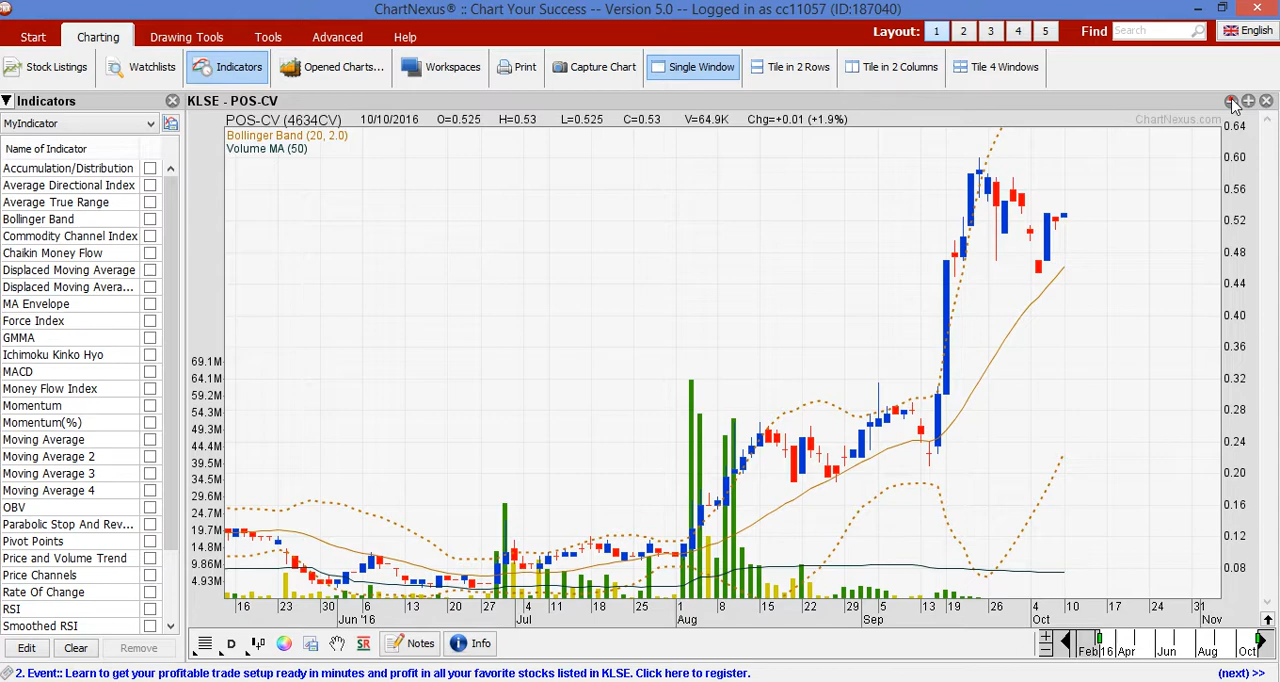 ChartNexus® :: Chart Your Success -- Version 5.0 -- Logged in as cc11057 (ID:187040)
Start Charting Drawing Tools Tools Advanced Help Layout: 1 2 3 4 5 Find Search English
Stock Listings Watchlists Indicators Opened Charts... Workspaces Print Capture Chart Single Window Tile in 2 Rows Tile in 2 Columns Tile 4 Windows
Indicators
KLSE - POS-CV
MyIndicator
Name of Indicator
Accumulation/Distribution
Average Directional Index
Average True Range
Bollinger Band
Commodity Channel Index
Chaikin Money Flow
Displaced Moving Average
Displaced Moving Avera...
MA Envelope
Force Index
GMMA
Ichimoku Kinko Hyo
MACD
Money Flow Index
Momentum
Momentum(%)
Moving Average
Moving Average 2
Moving Average 3
Moving Average 4
OBV
Parabolic Stop And Rev...
Pivot Points
Price and Volume Trend
Price Channels
Rate Of Change
RSI
Smoothed RSI
Edit Clear Remove
POS-CV (4634CV) 10/10/2016 O=0.525 H=0.53 L=0.525 C=0.53 V=64.9K Chg=+0.01 (+1.9%) ChartNexus.com
Bollinger Band (20, 2.0)
Volume MA (50)
0.64
0.60
0.56
0.52
0.48
0.44
0.40
0.36
0.32
0.28
0.24
0.20
0.16
0.12
0.08
69.1M
64.1M
59.2M
54.3M
49.3M
44.4M
39.5M
34.5M
29.6M
24.7M
19.7M
14.8M
9.86M
4.93M
16 23 30 6 13 20 27 4 11 18 25 1 8 15 22 29 5 13 19 26 4 10 17 24 31
Jun '16 Jul Aug Sep Oct Nov
D SR Notes Info
Feb 16 Apr Jun Aug Oct
2. Event:: Learn to get your profitable trade setup ready in minutes and profit in all your favorite stocks listed in KLSE. Click here to register. (next) >>